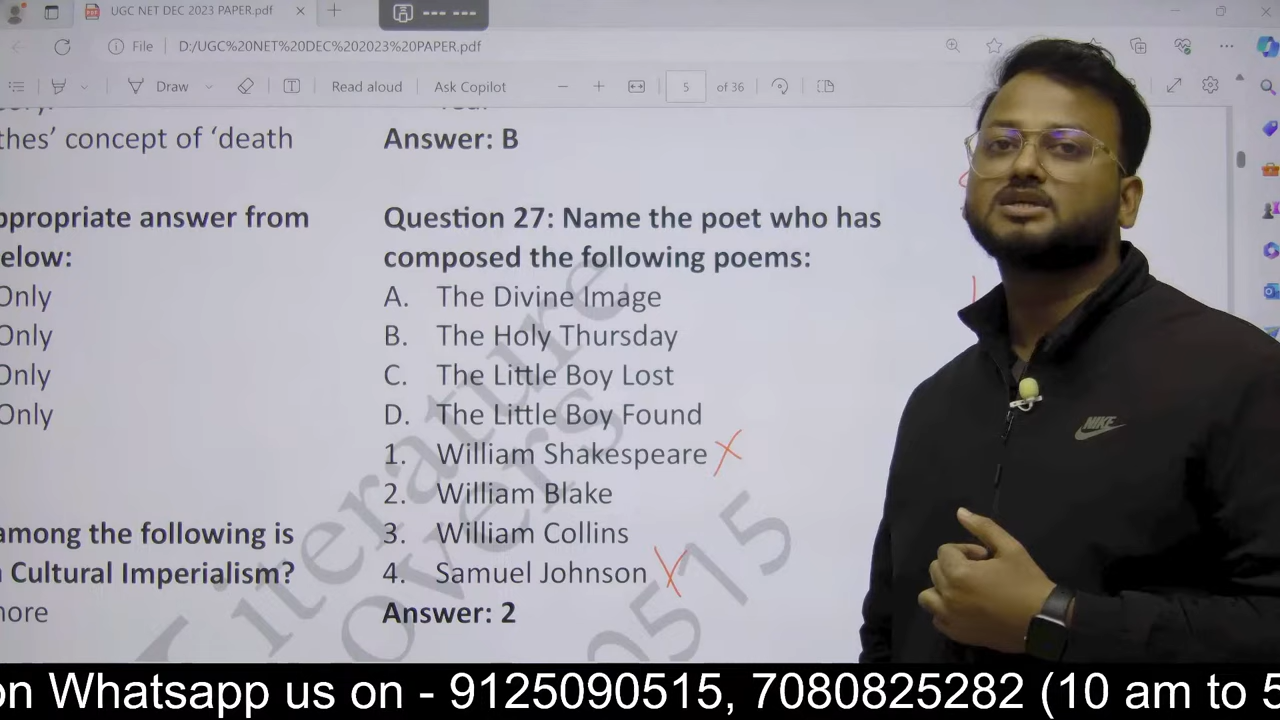 UGC NET DEC 2023 PAPER.pdf
File D:/UGC%20NET%20DEC%202023%20PAPER.pdf
Draw Read aloud Ask Copilot 5 of 36
thes' concept of 'death
Answer: B
ppropriate answer from
elow:
Only
Only
Only
Only
among the following is
Cultural Imperialism?
more
Question 27: Name the poet who has
composed the following poems:
A. The Divine Image
B. The Holy Thursday
C. The Little Boy Lost
D. The Little Boy Found
1. William Shakespeare
2. William Blake
3. William Collins
4. Samuel Johnson
Answer: 2
Literature
overs
0515
NIKE
on Whatsapp us on - 9125090515, 7080825282 (10 am to 5